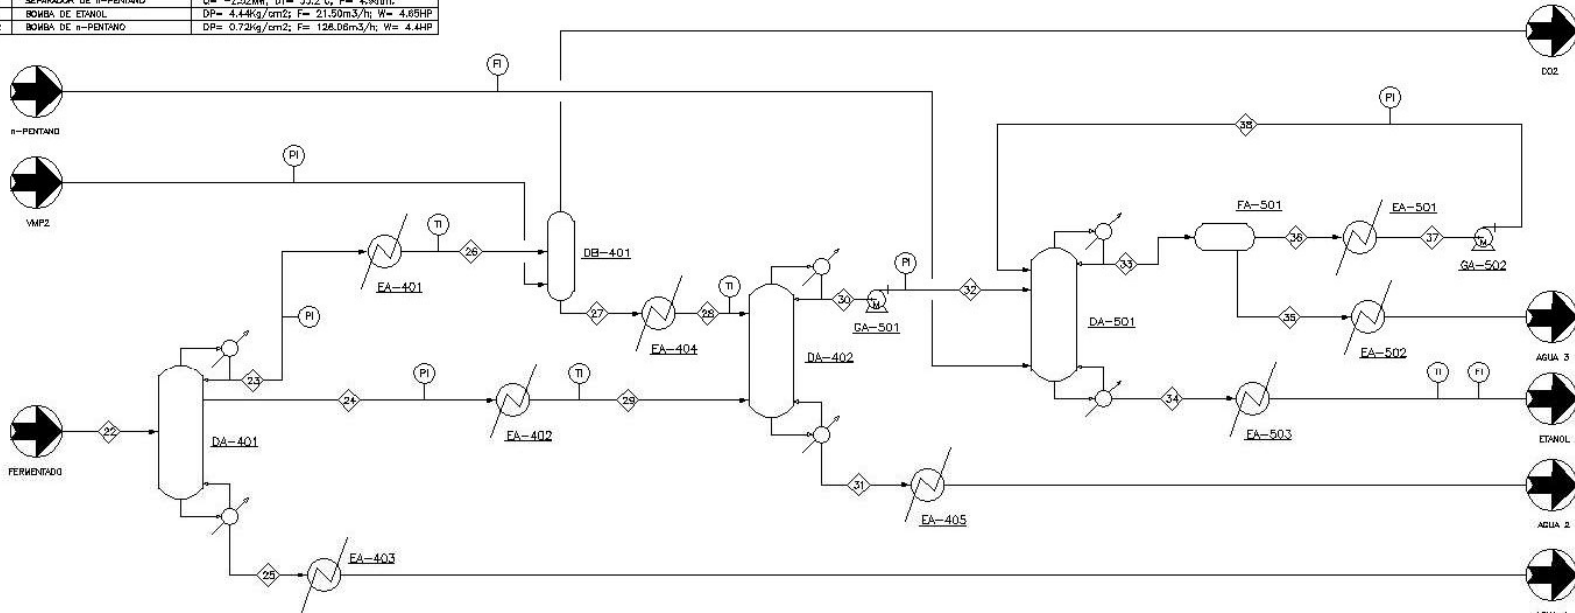 SEPARADOR DE n-PENTANO
BOMBA DE ETANOL DP= 4.44Kg/cm2; F= 21.50m3/h; W= 4.65HP
BOMBA DE n-PENTANO DP= 0.72Kg/cm2; F= 126.06m3/h; W= 4.4HP
FI
n-PENTANO
PI
38
PI
VMP2
TI
26
EA-401
DB-401
FA-501
EA-501
36
37
GA-502
33
PI
27
28
TI
EA-404
30
PI
32
GA-501
DA-501
35
EA-502
AGUA 3
DA-402
23
24
PI
TI
29
EA-402
DA-401
22
FERMENTADO
34
EA-503
TI
FI
ETANOL
31
EA-405
AGUA 2
25
EA-403